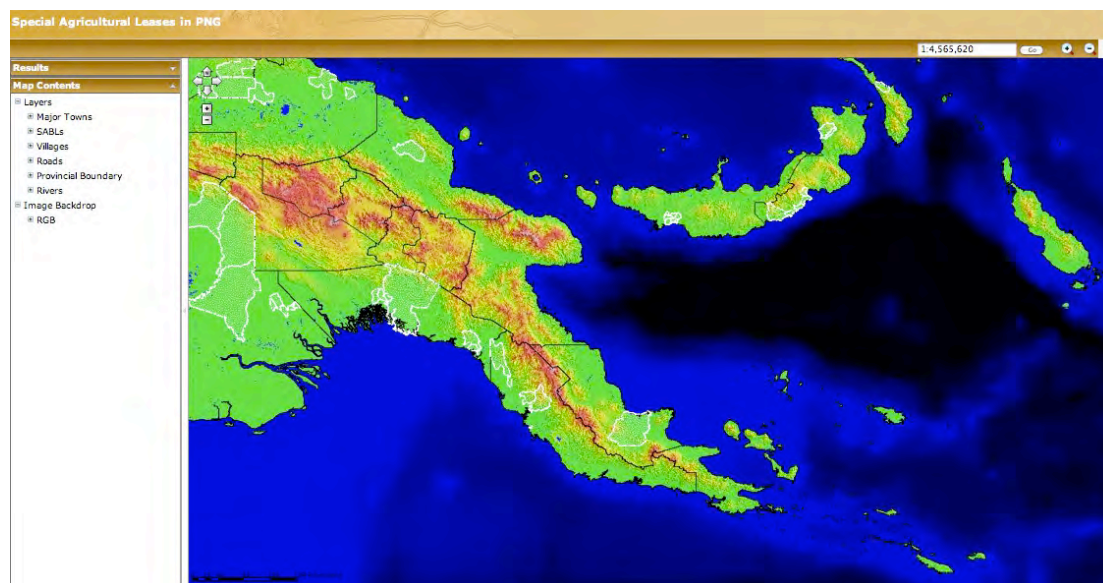 Special Agricultural Leases in PNG
1:4,565,620
Go
Results
Map Contents
Layers
Major Towns
SABLs
Villages
Roads
Provincial Boundary
Rivers
Image Backdrop
RGB